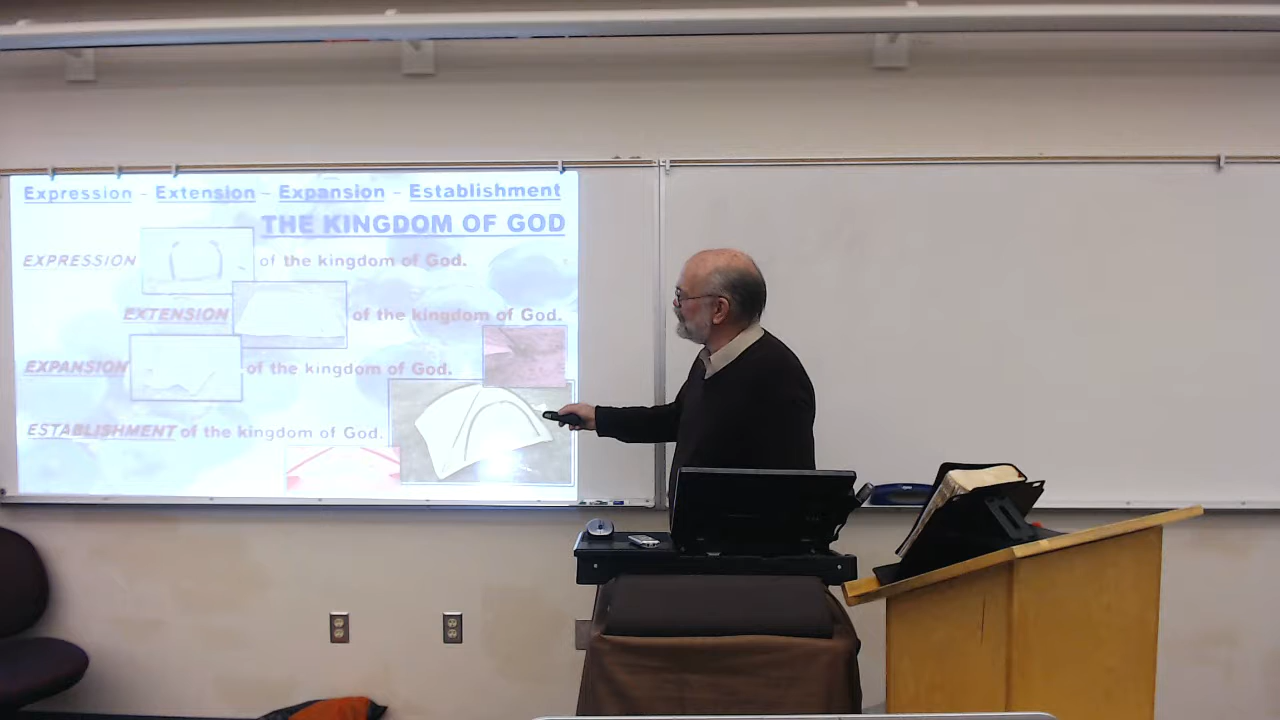 Expression – Extension – Expansion – Establishment
THE KINGDOM OF GOD
EXPRESSION of the kingdom of God.
EXTENSION of the kingdom of God.
EXPANSION of the kingdom of God.
ESTABLISHMENT of the kingdom of God.